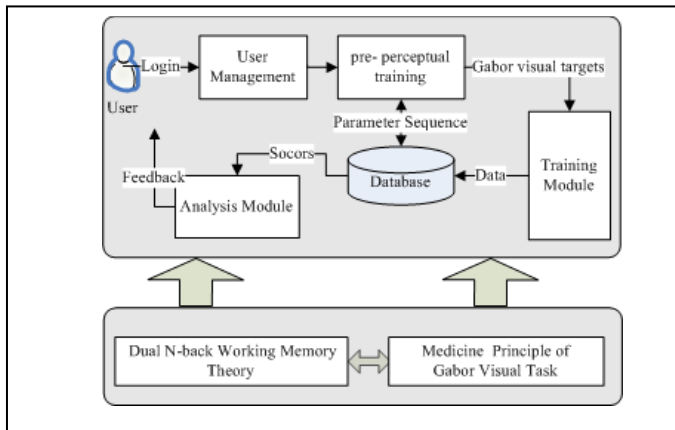 Login
User
User
Management
pre- perceptual
training
Gabor visual targets
Parameter Sequence
Socors
Database
Data
Training
Module
Feedback
Analysis Module
Dual N-back Working Memory
Theory
Medicine Principle of
Gabor Visual Task